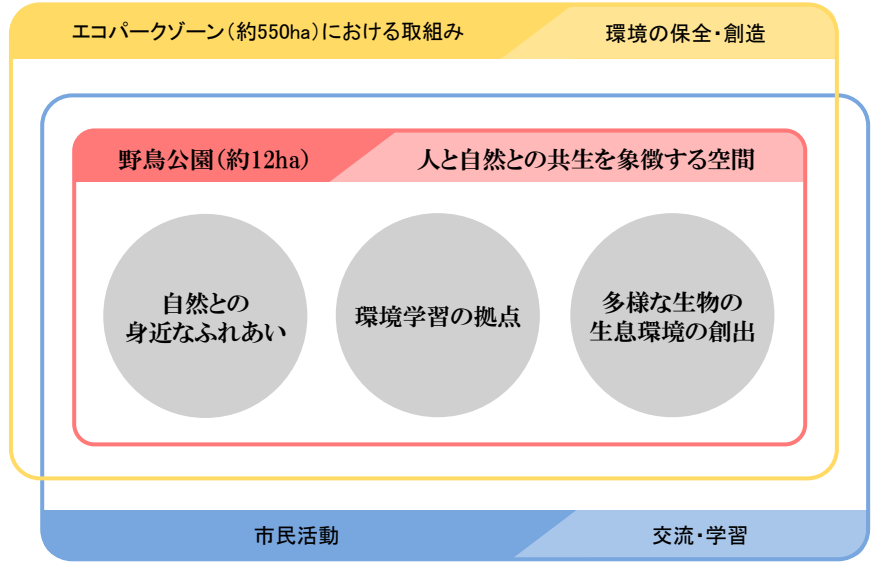 エコパークゾーン（約550ha）における取組み
環境の保全・創造
野鳥公園（約12ha）
人と自然との共生を象徴する空間
自然との
身近なふれあい
環境学習の拠点
多様な生物の
生息環境の創出
市民活動
交流・学習